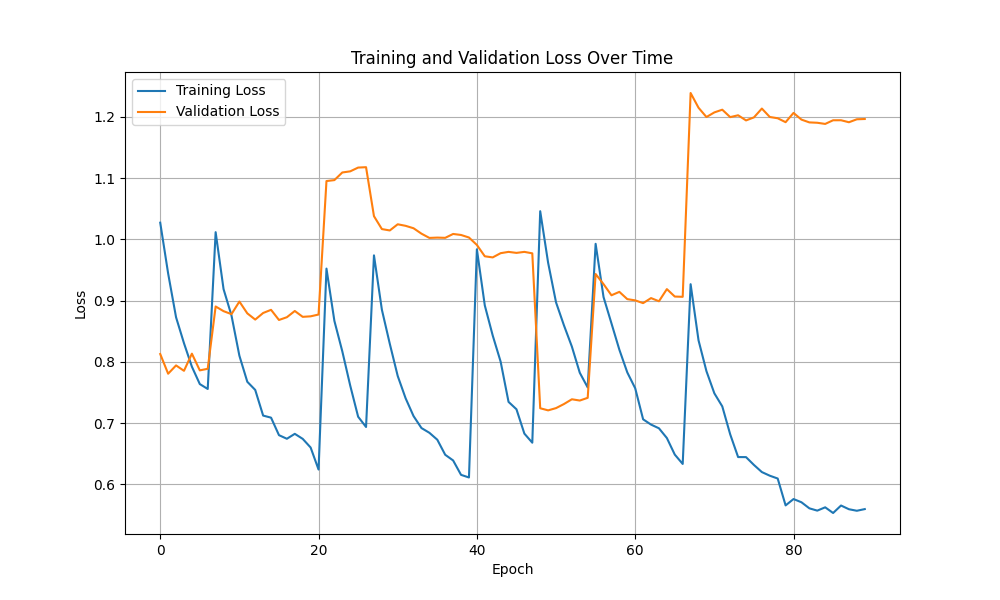 Training and Validation Loss Over Time
Training Loss
Validation Loss
1.2
1.1
1.0
0.9
0.8
0.7
0.6
Loss
0
20
40
60
80
Epoch